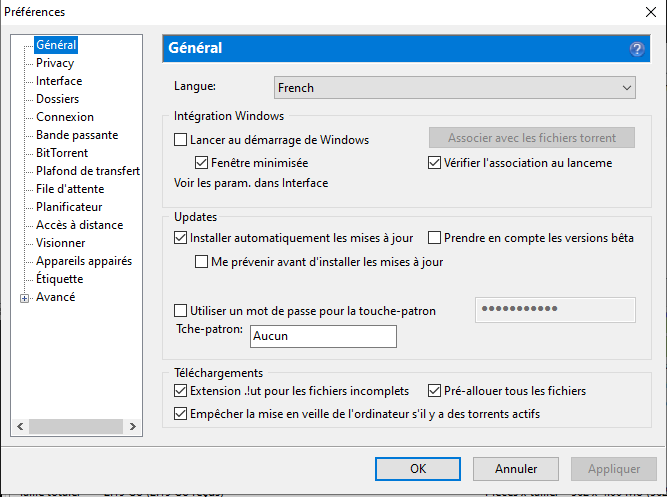 Préférences
Général
Privacy
Interface
Dossiers
Connexion
Bande passante
BitTorrent
Plafond de transfert
File d'attente
Planificateur
Accès à distance
Visionner
Appareils appairés
Étiquette
Avancé
Général
Langue: French
Intégration Windows
Lancer au démarrage de Windows Associer avec les fichiers torrent
Fenêtre minimisée Vérifier l'association au lanceme
Voir les param. dans Interface
Updates
Installer automatiquement les mises à jour Prendre en compte les versions bêta
Me prévenir avant d'installer les mises à jour
Utiliser un mot de passe pour la touche-patron
Tche-patron: Aucun
Téléchargements
Extension .!ut pour les fichiers incomplets Pré-allouer tous les fichiers
Empêcher la mise en veille de l'ordinateur s'il y a des torrents actifs
OK Annuler Appliquer